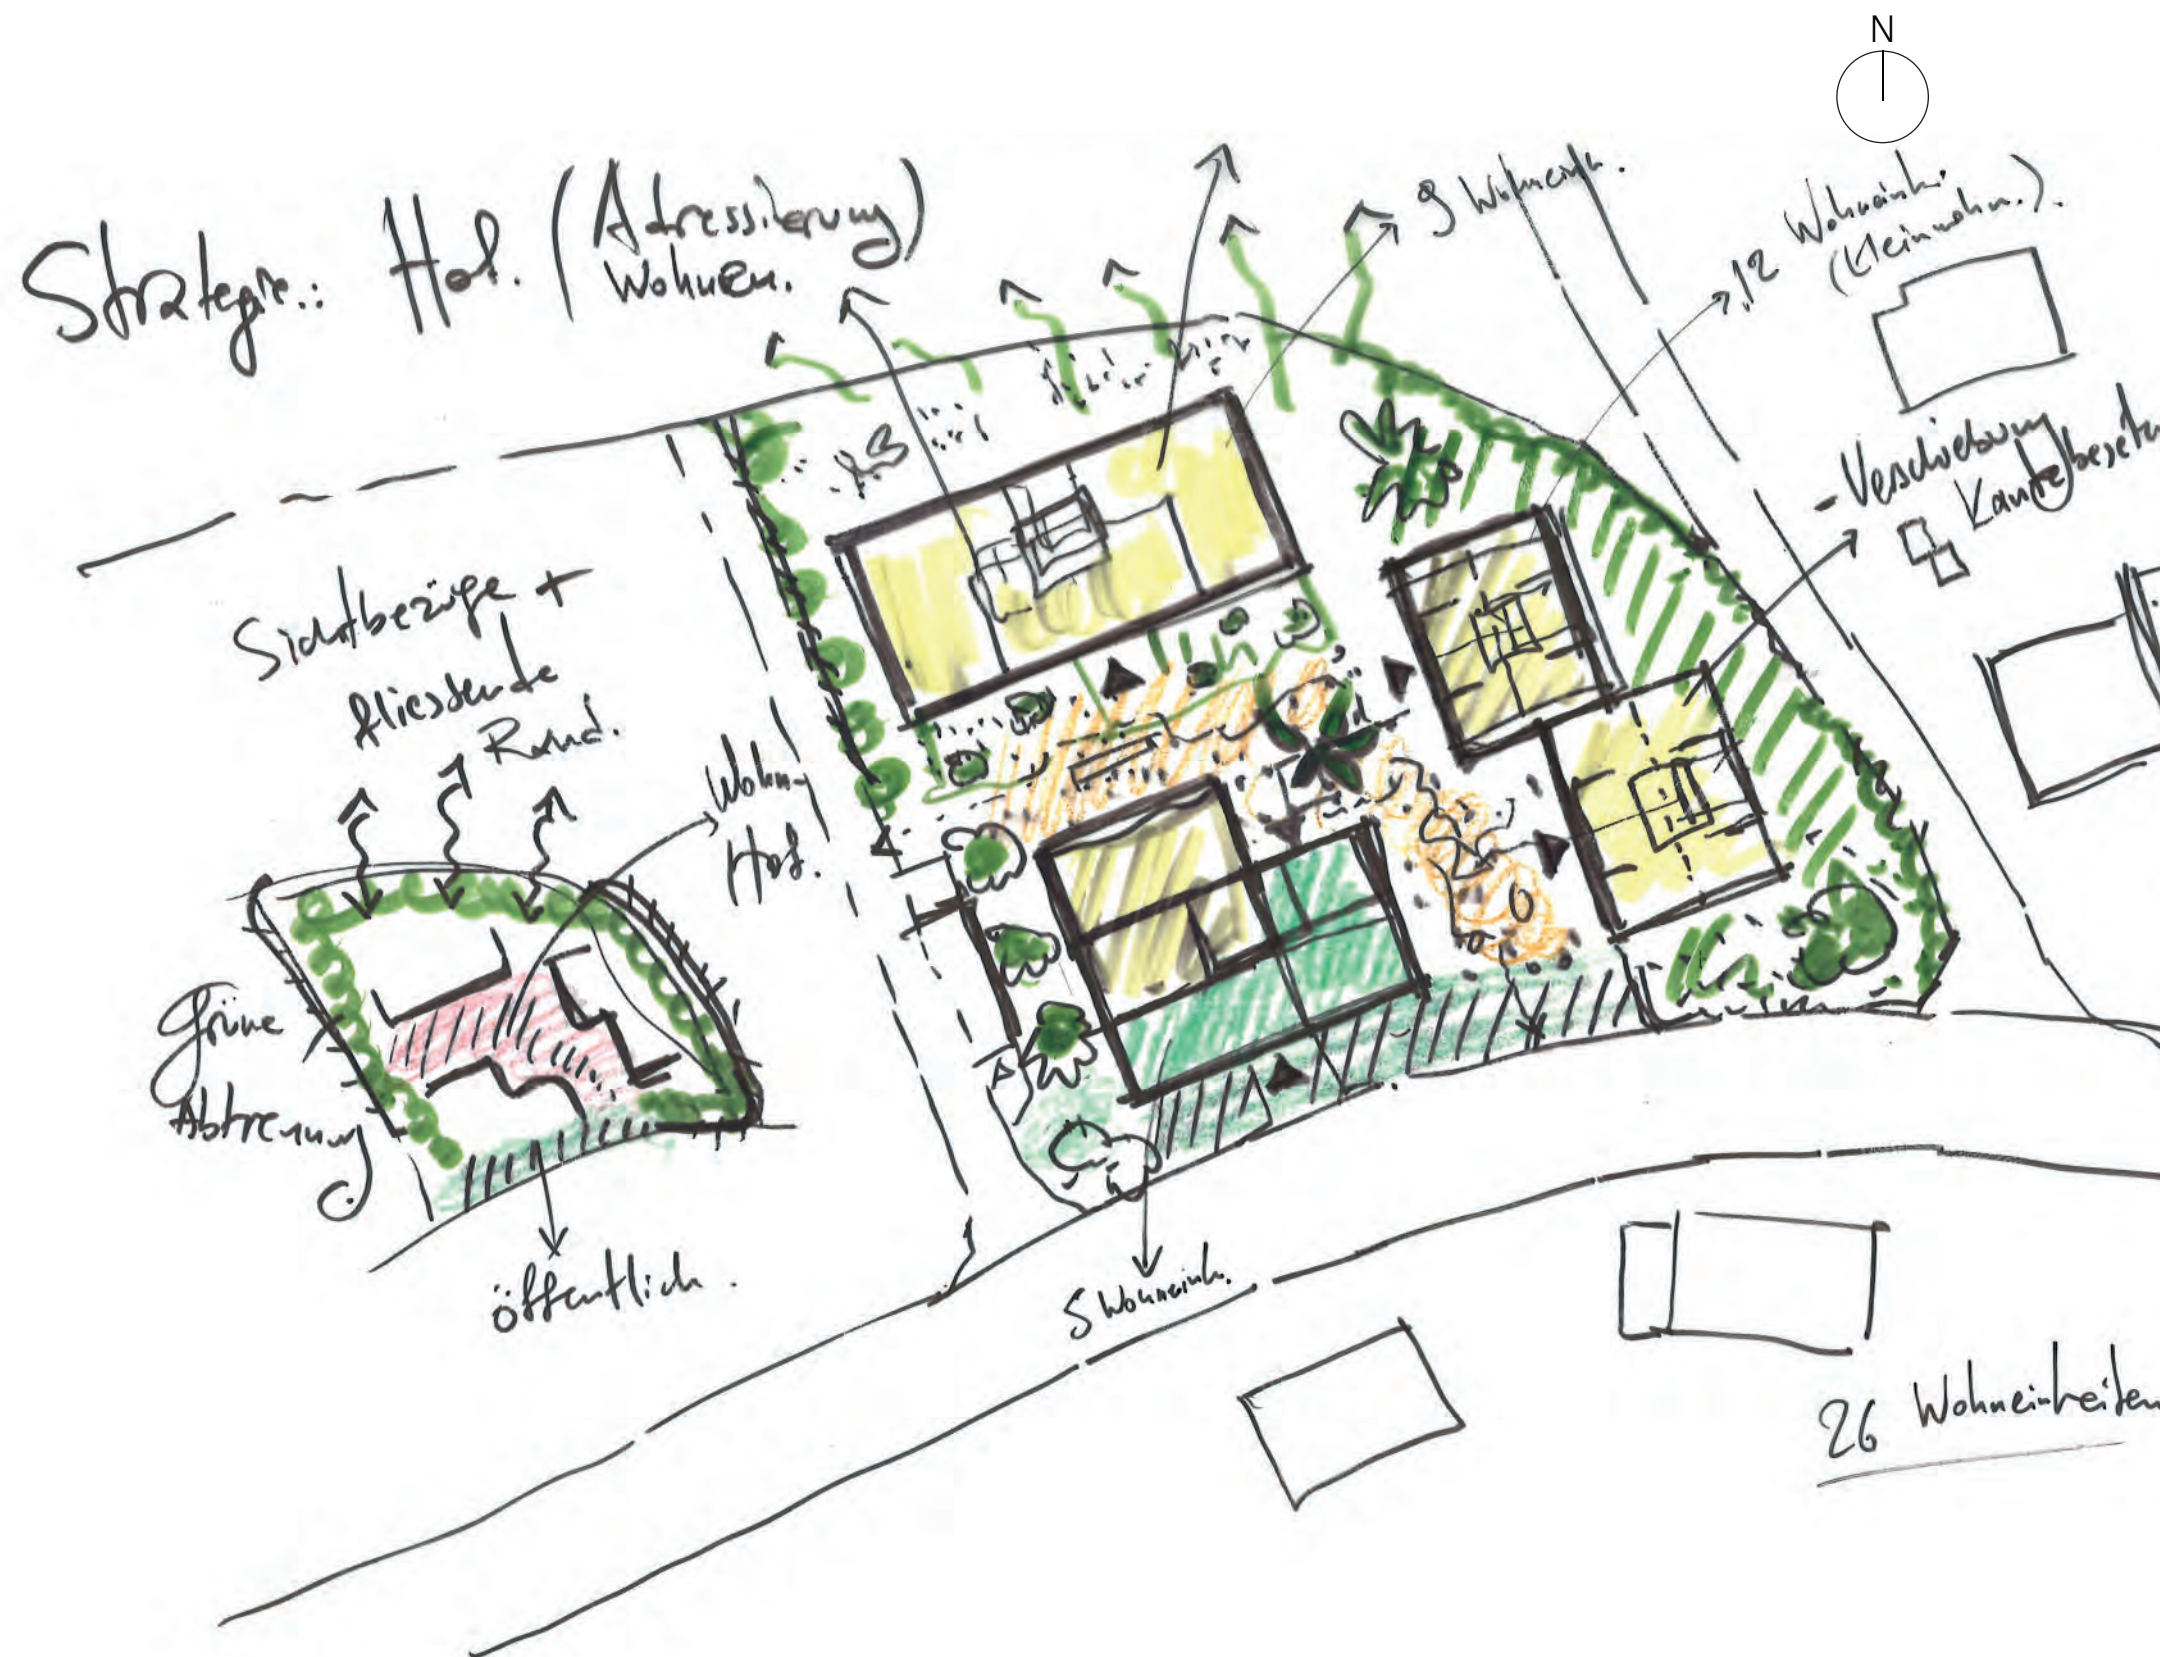 N
Strategie.: Hof. (Adressierung)
Wohnen.
9 Wohneinh.
12 Wohneinh.
(Kleinwohn.).
- Verschiebung
Kante
Sichtbezüge +
fliessende
Rand.
Wohn-
Hof.
Grüne
Abtrennung
öffentlich.
5 Wohneinh.
26 Wohneinheiten